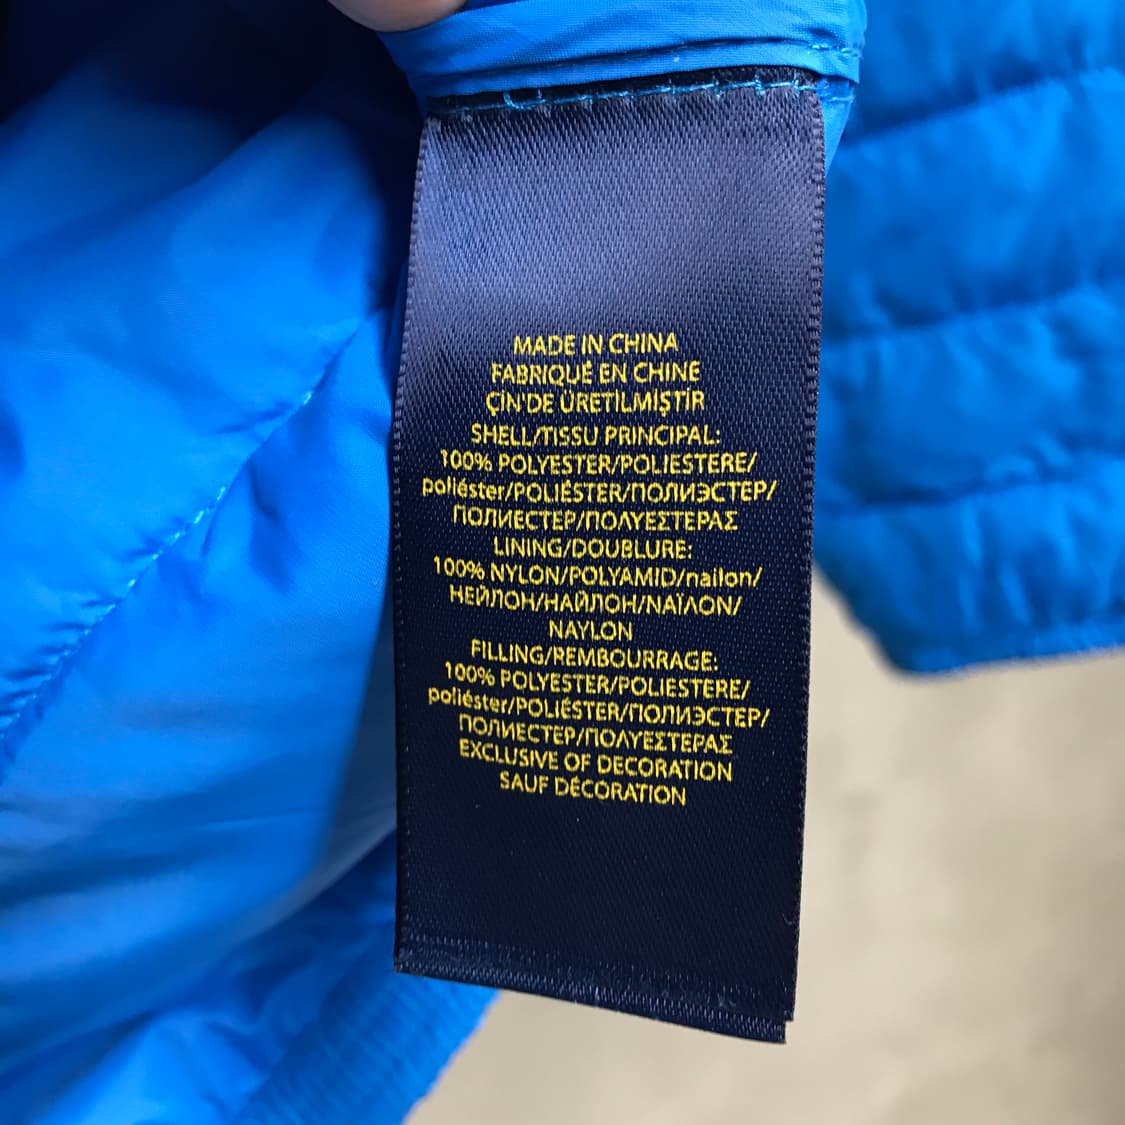 MADE IN CHINA
FABRIQUÉ EN CHINE
ÇİN'DE ÜRETİLMİŞTİR
SHELL/TISSU PRINCIPAL:
100% POLYESTER/POLIESTERE/
poliéster/POLIÉSTER/ПОЛИЭСТЕР/
ПОЛИЕСТЕР/ΠΟΛΥΕΣΤΕΡΑΣ
LINING/DOUBLURE:
100% NYLON/POLYAMID/nailon/
НЕЙЛОН/НАЙЛОН/ΝΑΪΛΟΝ/
NAYLON
FILLING/REMBOURRAGE:
100% POLYESTER/POLIESTERE/
poliéster/POLIÉSTER/ПОЛИЭСТЕР/
ПОЛИЕСТЕР/ΠΟΛΥΕΣΤΕΡΑΣ
EXCLUSIVE OF DECORATION
SAUF DÉCORATION